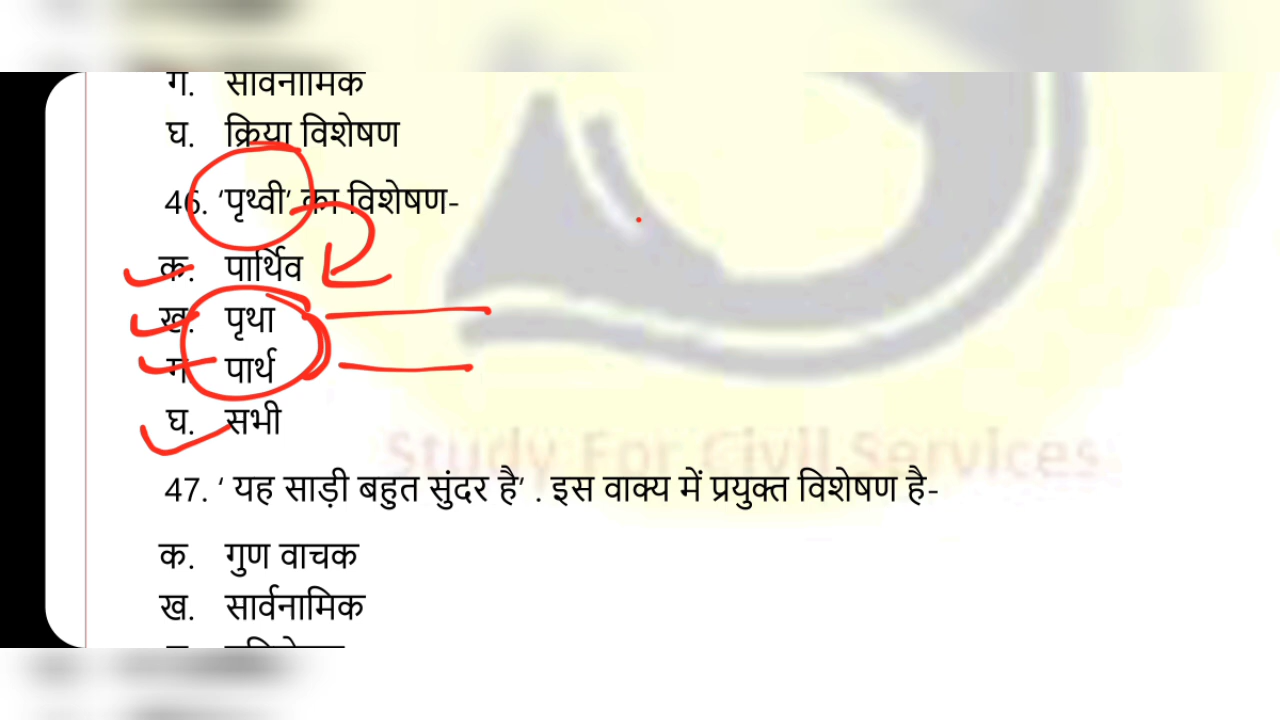 ग. सार्वनामिक
घ. क्रिया विशेषण
46. ‘पृथ्वी’ का विशेषण-
क. पार्थिव
ख. पृथा
ग पार्थ
घ. सभी
Study For Civil Services
47. ‘ यह साड़ी बहुत सुंदर है’ . इस वाक्य में प्रयुक्त विशेषण है-
क. गुण वाचक
ख. सार्वनामिक